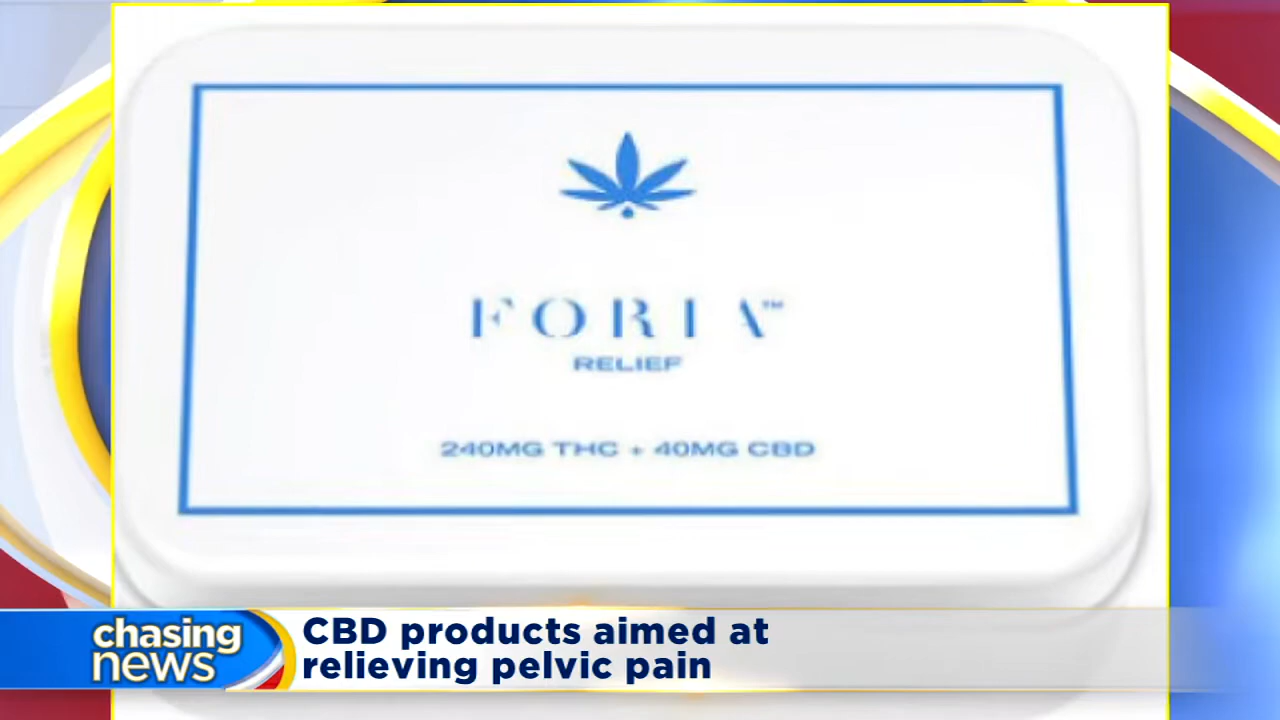 FORIA™
RELIEF
240MG THC + 40MG CBD
chasing
news
CBD products aimed at
relieving pelvic pain